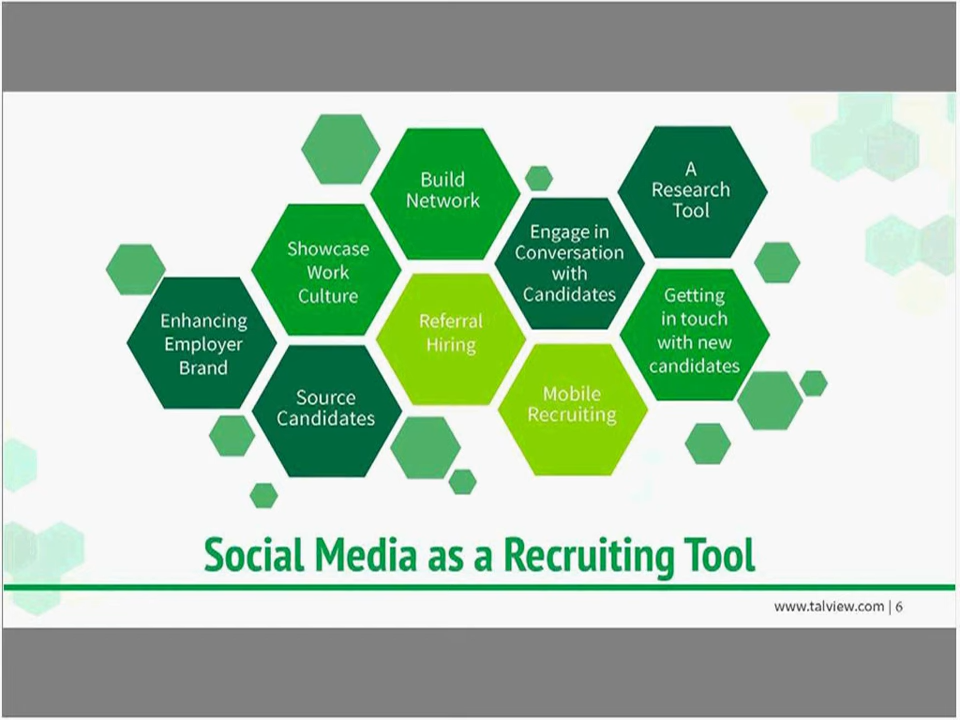 Build
Network
A
Research
Tool
Showcase
Work
Culture
Engage in
Conversation
with
Candidates
Enhancing
Employer
Brand
Referral
Hiring
Getting
in touch
with new
candidates
Source
Candidates
Mobile
Recruiting
Social Media as a Recruiting Tool
www.talview.com | 6